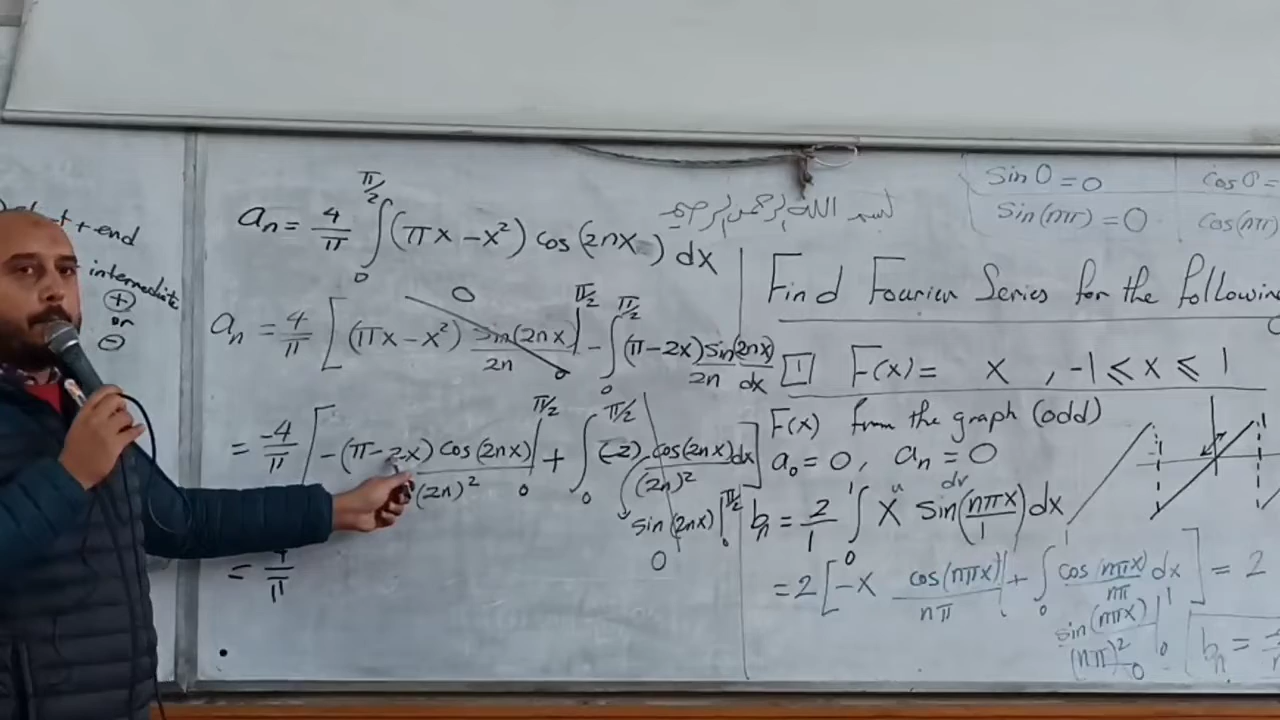 + end
intermediate
⊕
or
⊖
aₙ = 4/π ∫₀^{π/2} (πx − x²) cos(2nx) dx
aₙ = 4/π [ (πx − x²) sin(2nx)/2n |₀^{π/2} − ∫₀^{π/2} (π − 2x) sin(2nx)/2n dx
0
= −4/π [ −(π − 2x) cos(2nx)/(2n)² |₀^{π/2} + ∫₀^{π/2} (−2) cos(2nx)/(2n)² dx ]
sin(2nx) |₀^{π/2}
0
= 4/π
بسم الله الرحمن الرحيم
sin 0 = 0
cos 0 =
Sin(nπ) = 0
cos(nπ)
Find Fourier Series for the following
1 F(x) = x , −1 ≤ x ≤ 1
F(x) from the graph (odd)
a₀ = 0 , aₙ = 0
u dv
bₙ = 2/1 ∫₀¹ x sin(nπx/1) dx
= 2 [ −x cos(nπx)/nπ | + ∫₀¹ cos(nπx)/nπ dx ] = 2
sin(nπx)/(nπ)² |₀¹
0
bₙ =